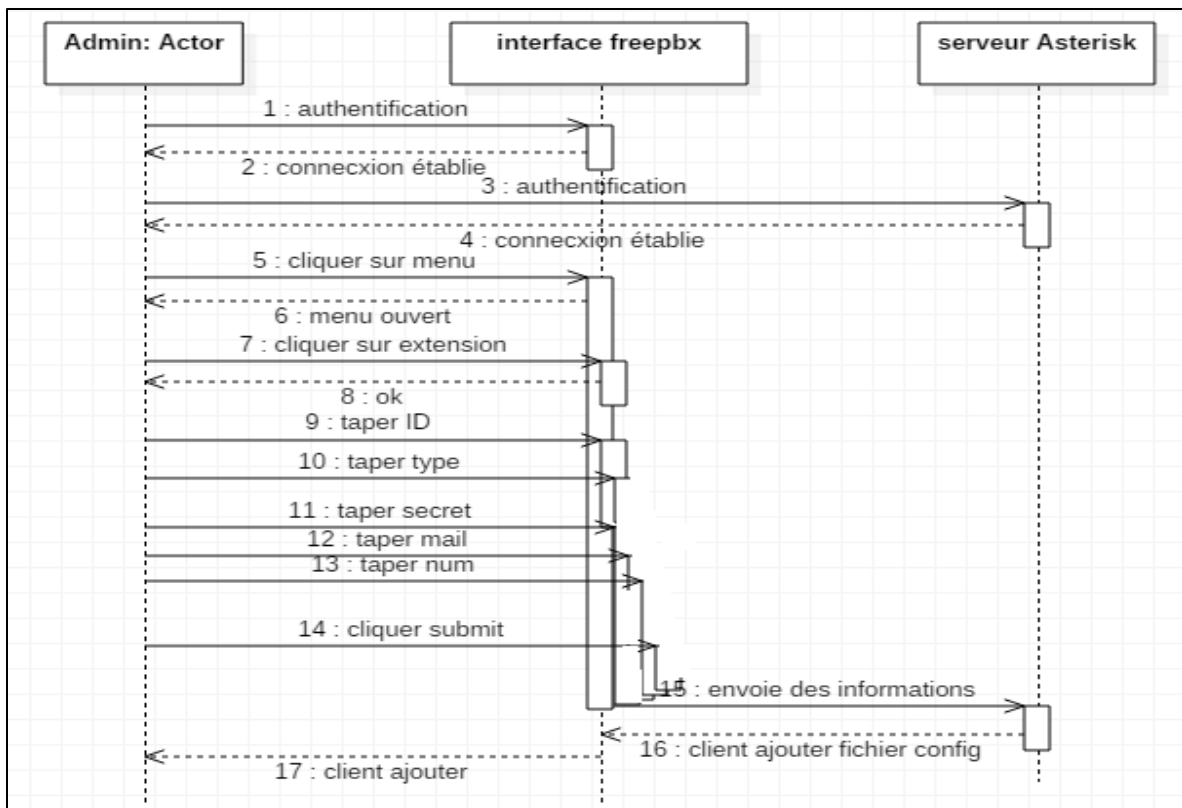 Admin: Actor
interface freepbx
serveur Asterisk
1 : authentification
2 : connecxion établie
3 : authentification
4 : connecxion établie
5 : cliquer sur menu
6 : menu ouvert
7 : cliquer sur extension
8 : ok
9 : taper ID
10 : taper type
11 : taper secret
12 : taper mail
13 : taper num
14 : cliquer submit
15 : envoie des informations
16 : client ajouter fichier config
17 : client ajouter